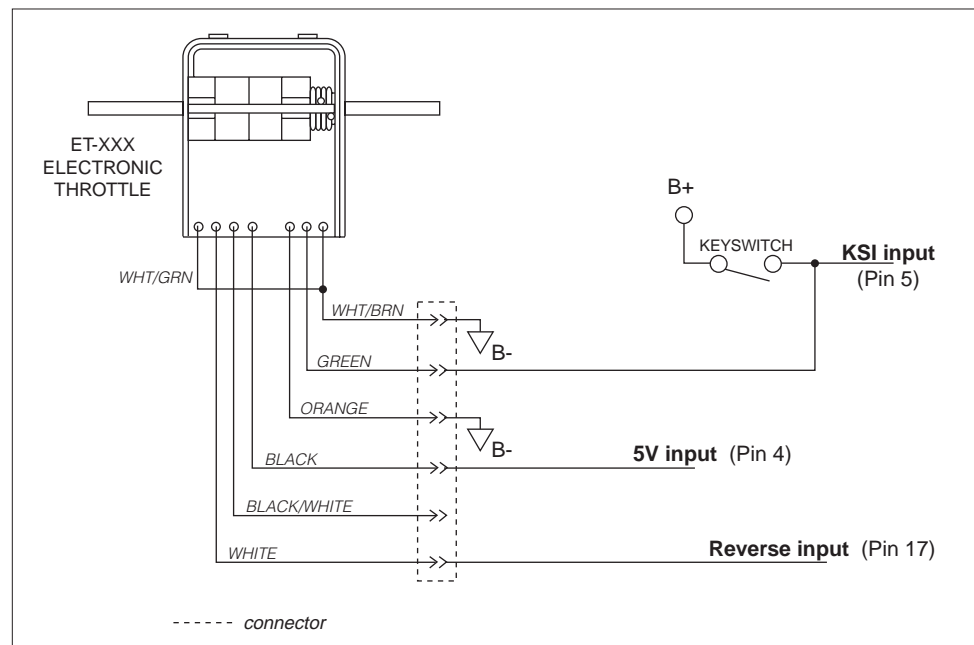 ET-XXX
ELECTRONIC
THROTTLE
B+
KEYSWITCH
KSI input
(Pin 5)
WHT/GRN
WHT/BRN
B-
GREEN
ORANGE
B-
BLACK
5V input (Pin 4)
BLACK/WHITE
WHITE
Reverse input (Pin 17)
connector